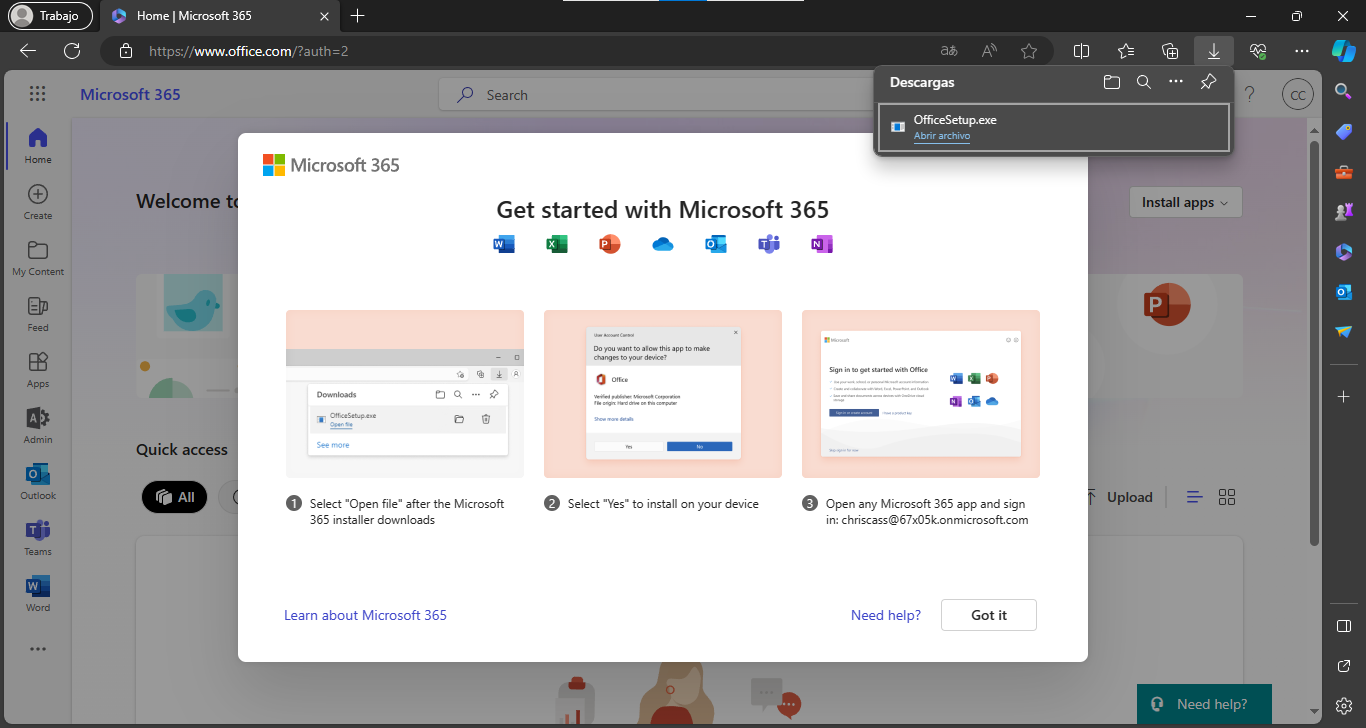 Trabajo
Home | Microsoft 365
https://www.office.com/?auth=2
Descargas
OfficeSetup.exe
Abrir archivo
Microsoft 365
Search
?
CC
Home
Create
My Content
Feed
Apps
Admin
Outlook
Teams
Word
Welcome to
Install apps
Quick access
All
Upload
Microsoft 365
Get started with Microsoft 365
Downloads
OfficeSetup.exe
Open file
See more
1 Select "Open file" after the Microsoft
365 installer downloads
User Account Control
Do you want to allow this app to make
changes to your device?
Office
Verified publisher: Microsoft Corporation
File origin: Hard drive on this computer
Show more details
Yes
No
2 Select "Yes" to install on your device
Microsoft
Sign in to get started with Office
3 Open any Microsoft 365 app and sign
in: chriscass@67x05k.onmicrosoft.com
Learn about Microsoft 365
Need help?
Got it
Need help?